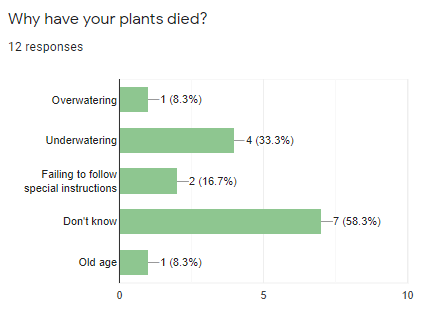 Why have your plants died?
12 responses
Overwatering 1 (8.3%)
Underwatering 4 (33.3%)
Failing to follow
special instructions 2 (16.7%)
Don't know 7 (58.3%)
Old age 1 (8.3%)
0 5 10